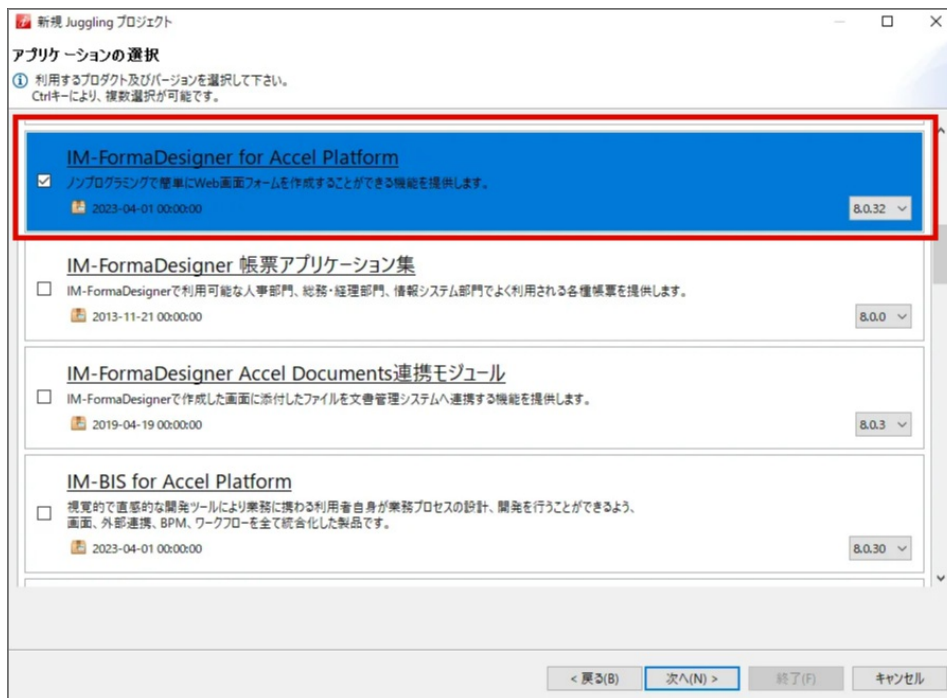 新規 Juggling プロジェクト
アプリケーションの選択
利用するプロダクト及びバージョンを選択して下さい。
Ctrlキーにより、複数選択が可能です。
IM-FormaDesigner for Accel Platform
ノンプログラミングで簡単にWeb画面フォームを作成することができる機能を提供します。
2023-04-01 00:00:00
8.0.32
IM-FormaDesigner 帳票アプリケーション集
IM-FormaDesignerで利用可能な人事部門、総務・経理部門、情報システム部門でよく利用される各種帳票を提供します。
2013-11-21 00:00:00
8.0.0
IM-FormaDesigner Accel Documents連携モジュール
IM-FormaDesignerで作成した画面に添付したファイルを文書管理システムへ連携する機能を提供します。
2019-04-19 00:00:00
8.0.3
IM-BIS for Accel Platform
視覚的で直感的な開発ツールにより業務に携わる利用者自身が業務プロセスの設計、開発を行うことができるよう、
画面、外部連携、BPM、ワークフローを全て統合化した製品です。
2023-04-01 00:00:00
8.0.30
< 戻る(B)
次へ(N) >
終了(F)
キャンセル